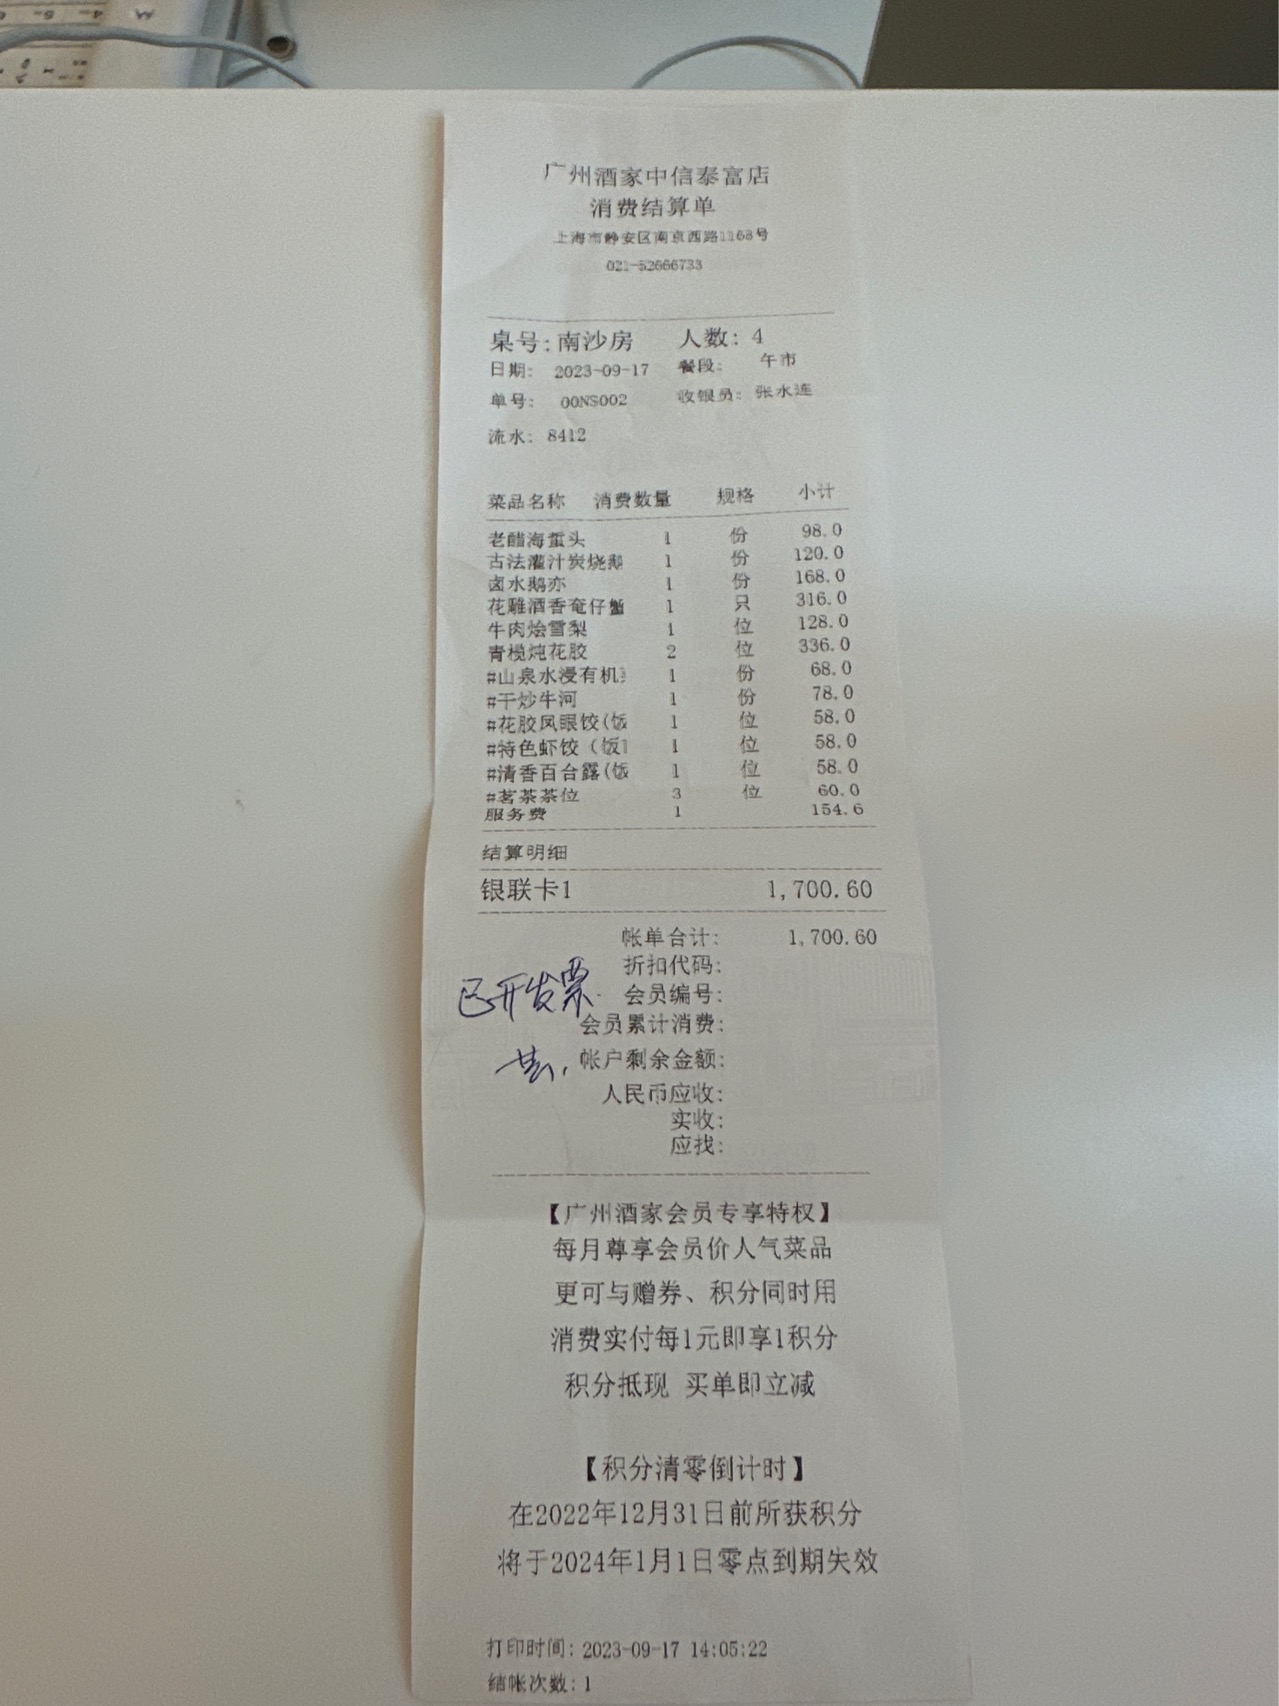 广州酒家中信泰富店
消费结算单
上海市静安区南京西路1168号
021-52666733
桌号: 南沙房 人数: 4
日期: 2023-09-17 餐段: 午市
单号: 00NS002 收银员: 张水莲
流水: 8412
菜品名称 消费数量 规格 小计
老醋海蜇头 1 份 98.0
古法灌汁炭烧鹅 1 份 120.0
卤水鹅亦 1 份 168.0
花雕酒香奄仔蟹 1 只 316.0
牛肉烩雪梨 1 位 128.0
青榄炖花胶 2 位 336.0
#山泉水浸有机 1 份 68.0
#干炒牛河 1 份 78.0
#花胶凤眼饺(饭 1 位 58.0
#特色虾饺（饭 1 位 58.0
#清香百合露(饭 1 位 58.0
#茗茶茶位 3 位 60.0
服务费 1 154.6
结算明细
银联卡1 1,700.60
帐单合计: 1,700.60
折扣代码:
已开发票
会员编号:
会员累计消费:
帐户剩余金额:
人民币应收:
实收:
应找:
【广州酒家会员专享特权】
每月尊享会员价人气菜品
更可与赠券、积分同时用
消费实付每1元即享1积分
积分抵现 买单即立减
【积分清零倒计时】
在2022年12月31日前所获积分
将于2024年1月1日零点到期失效
打印时间: 2023-09-17 14:05:22
结帐次数: 1